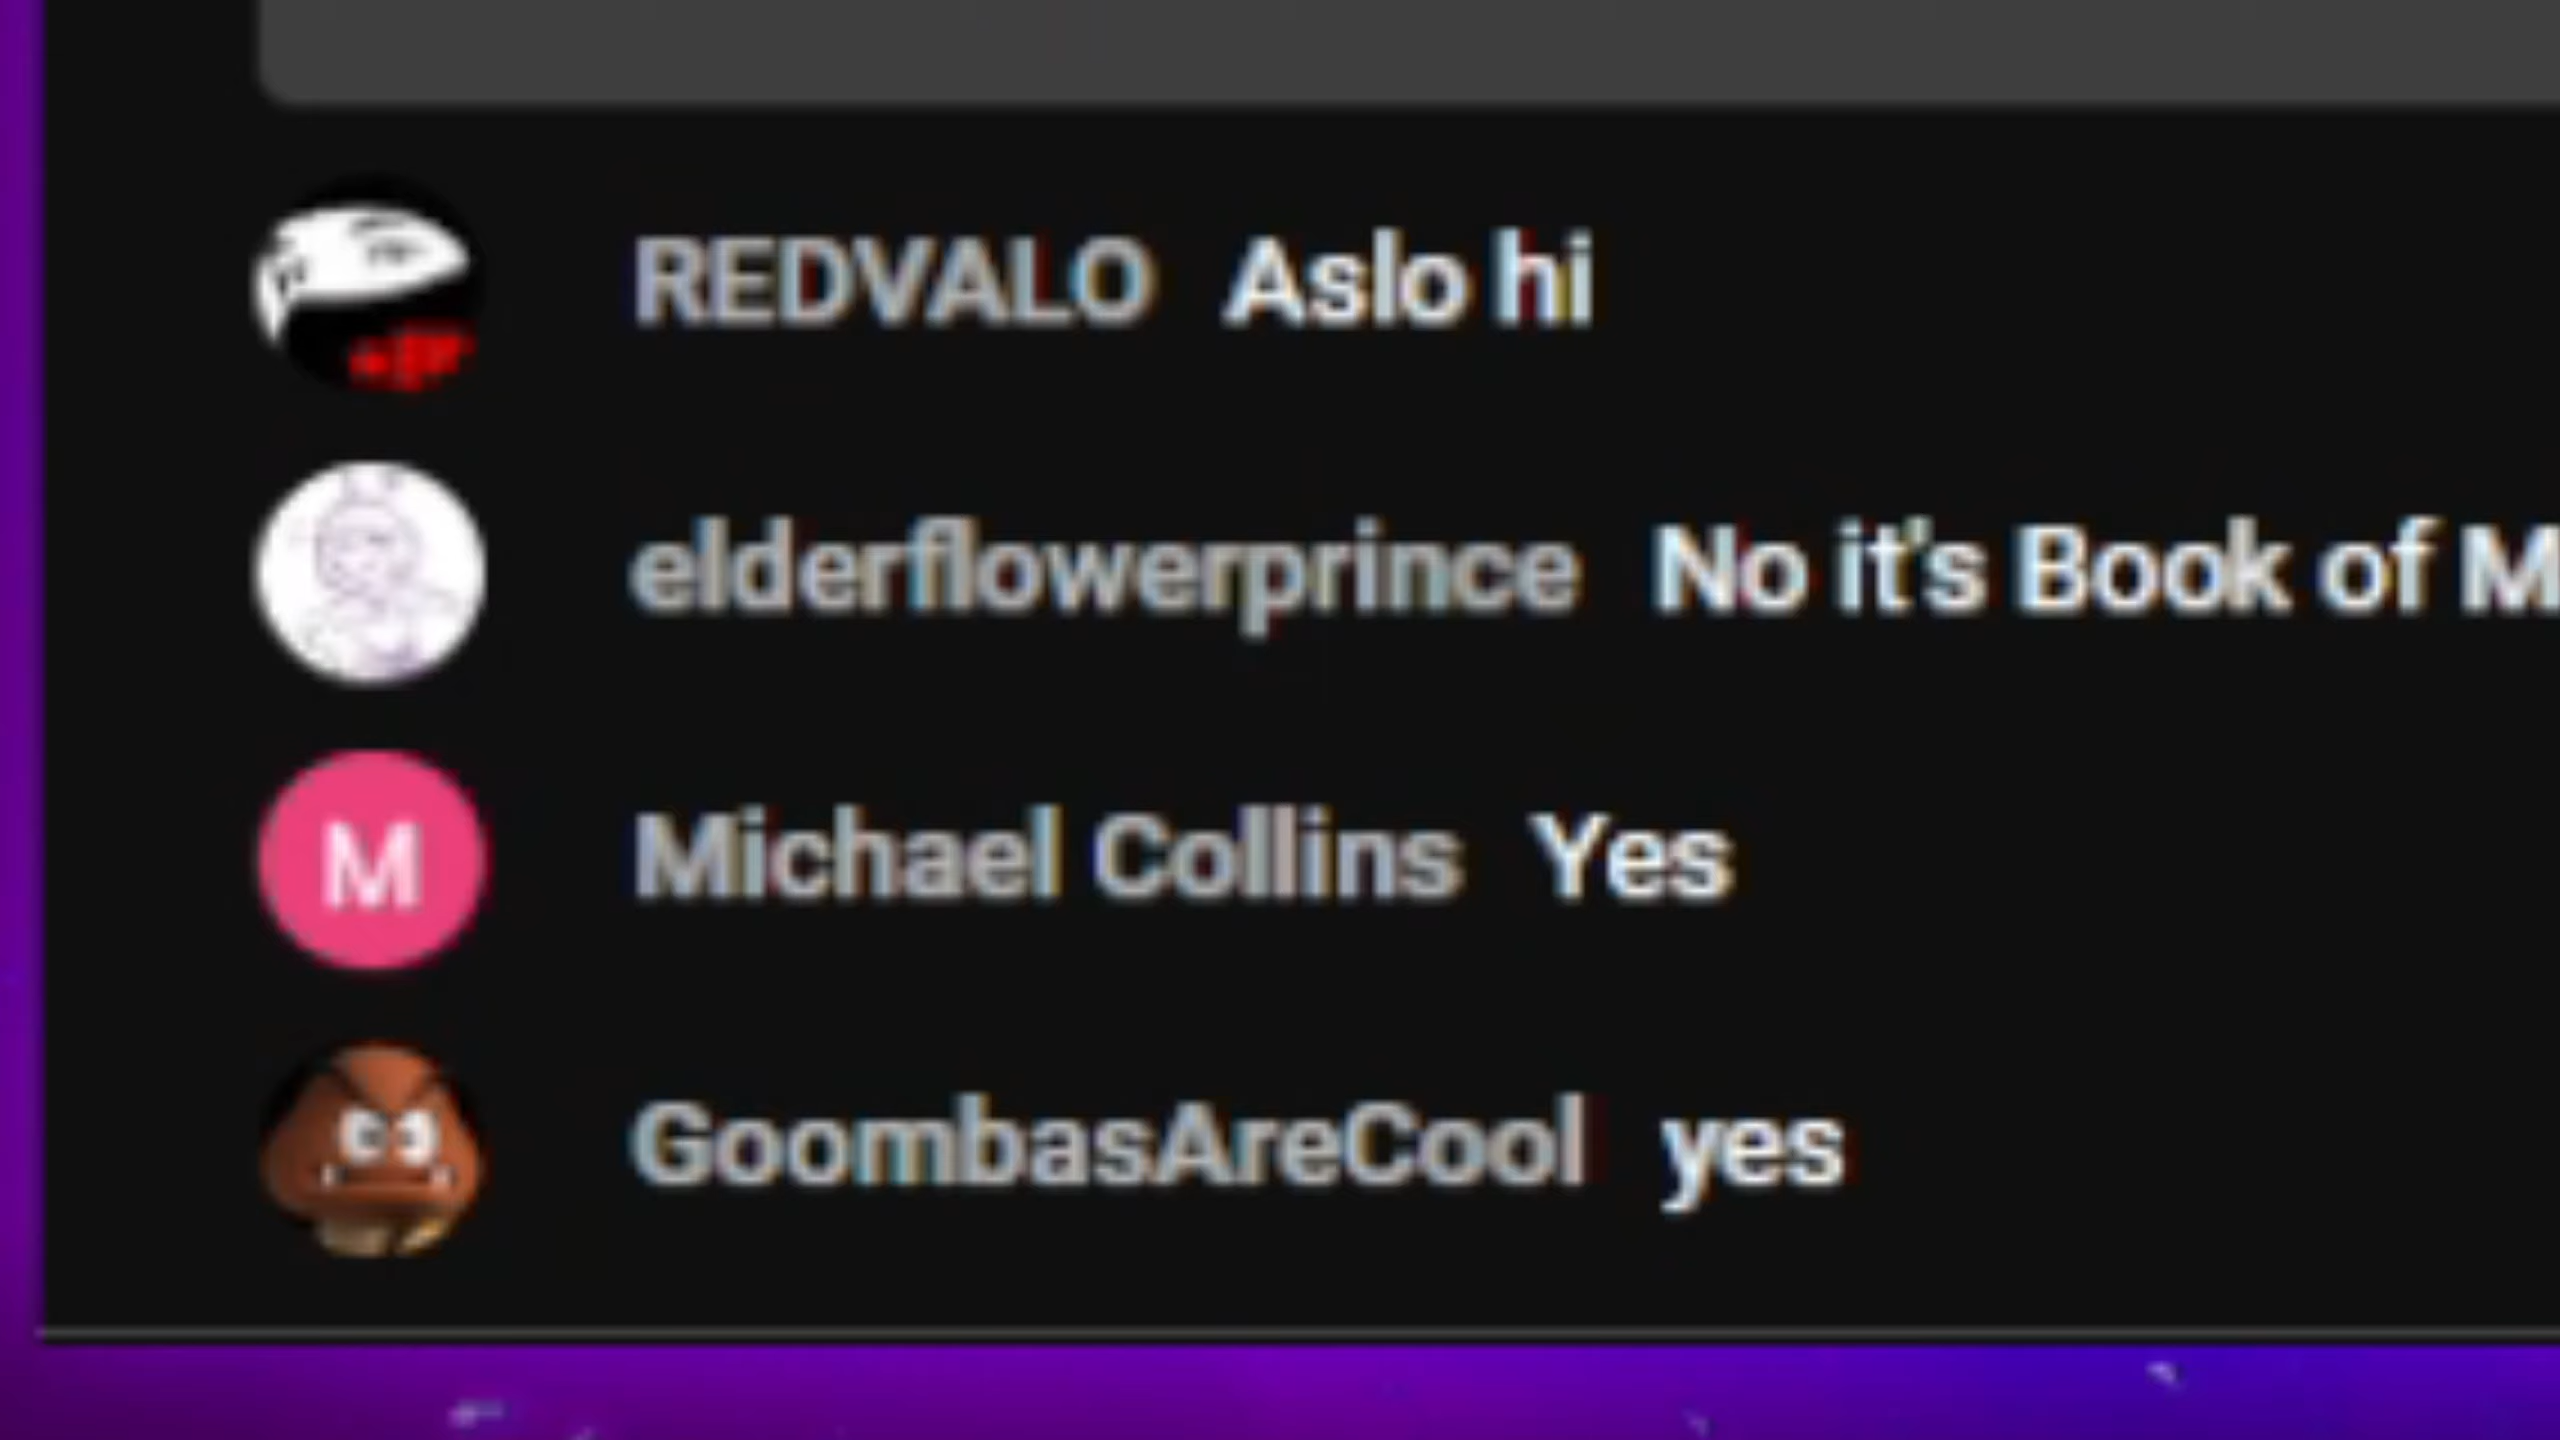 REDVALO Aslo hi
elderflowerprince No it's Book of M
M Michael Collins Yes
GoombasAreCool yes